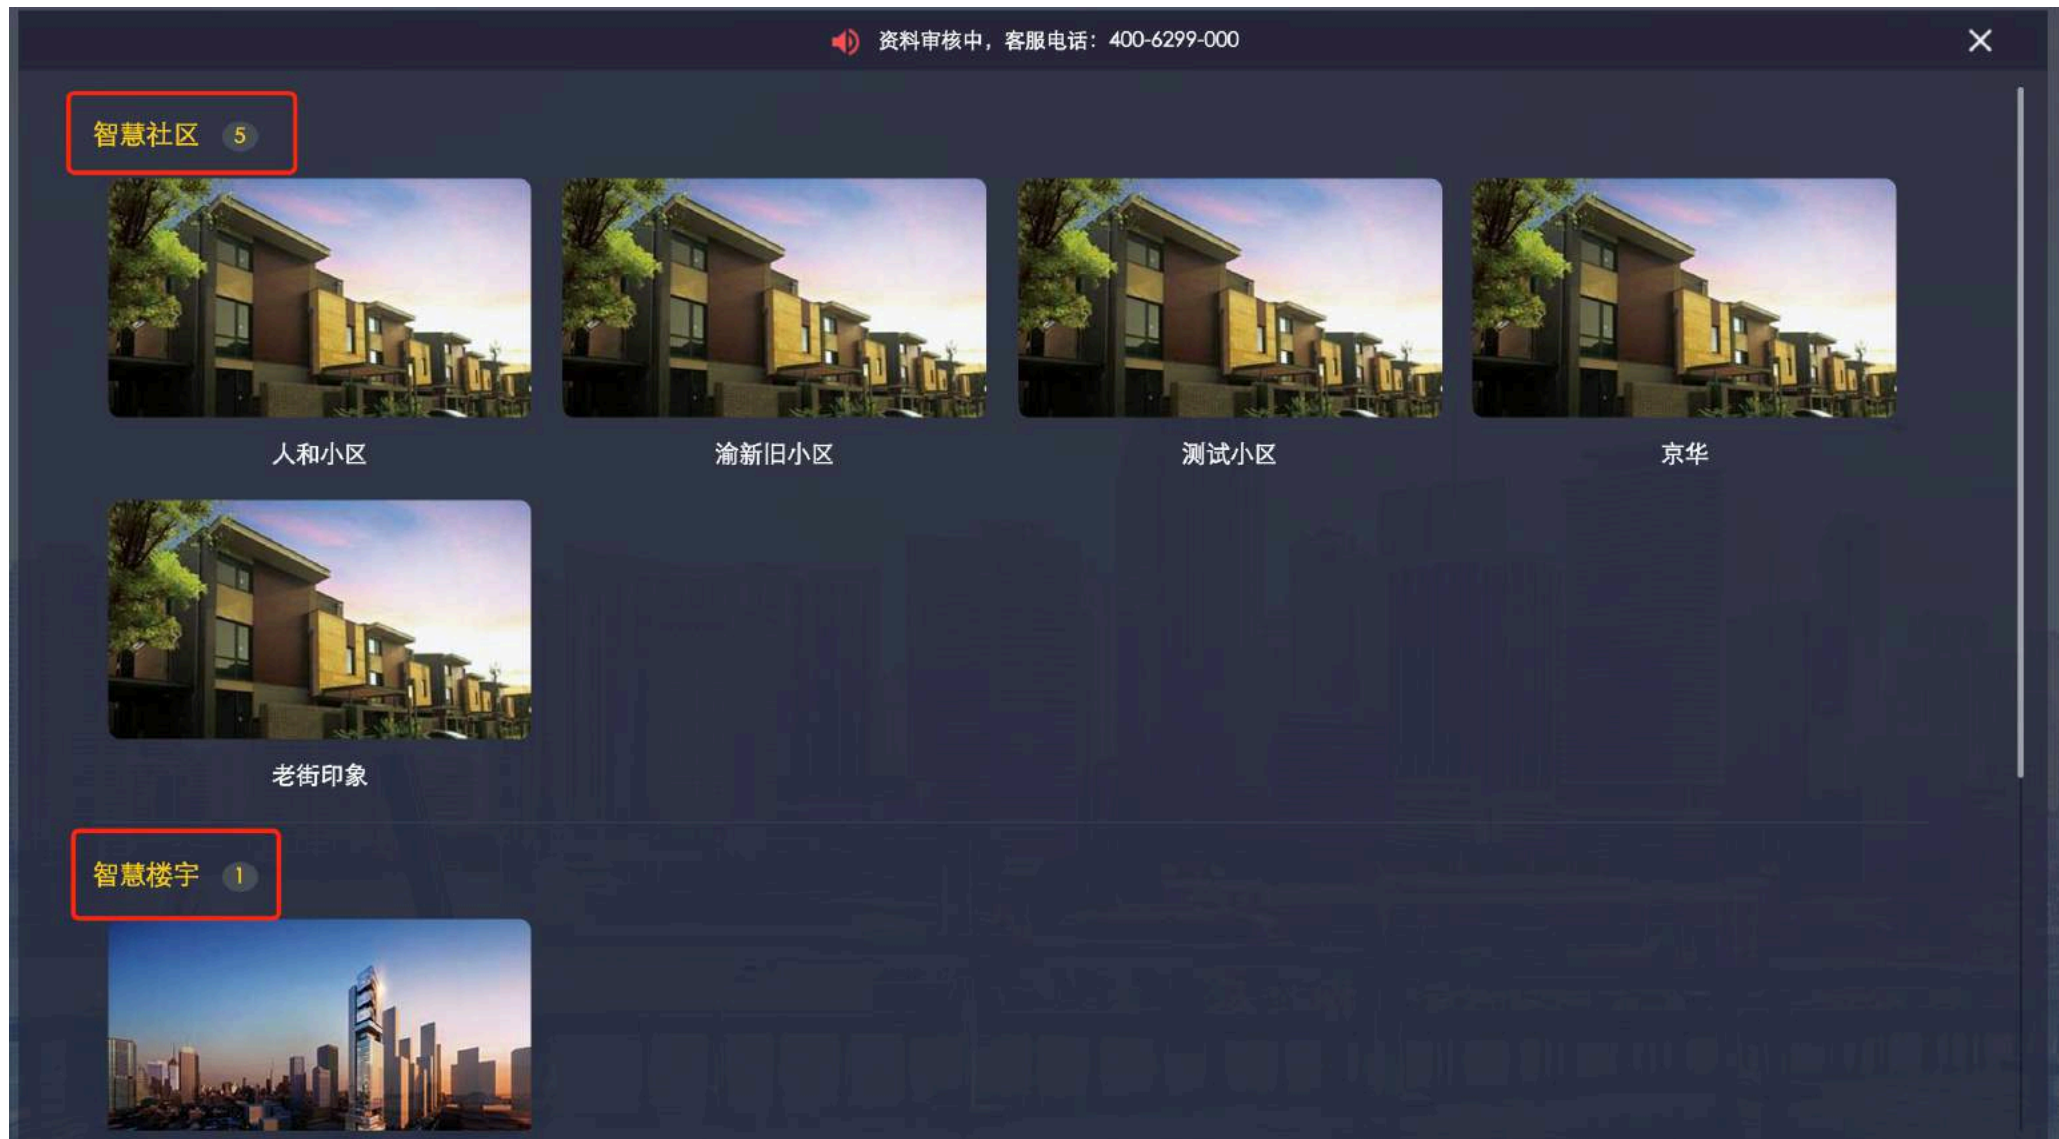 资料审核中，客服电话：400-6299-000
智慧社区 5
人和小区 渝新旧小区 测试小区 京华
老街印象
智慧楼宇 1